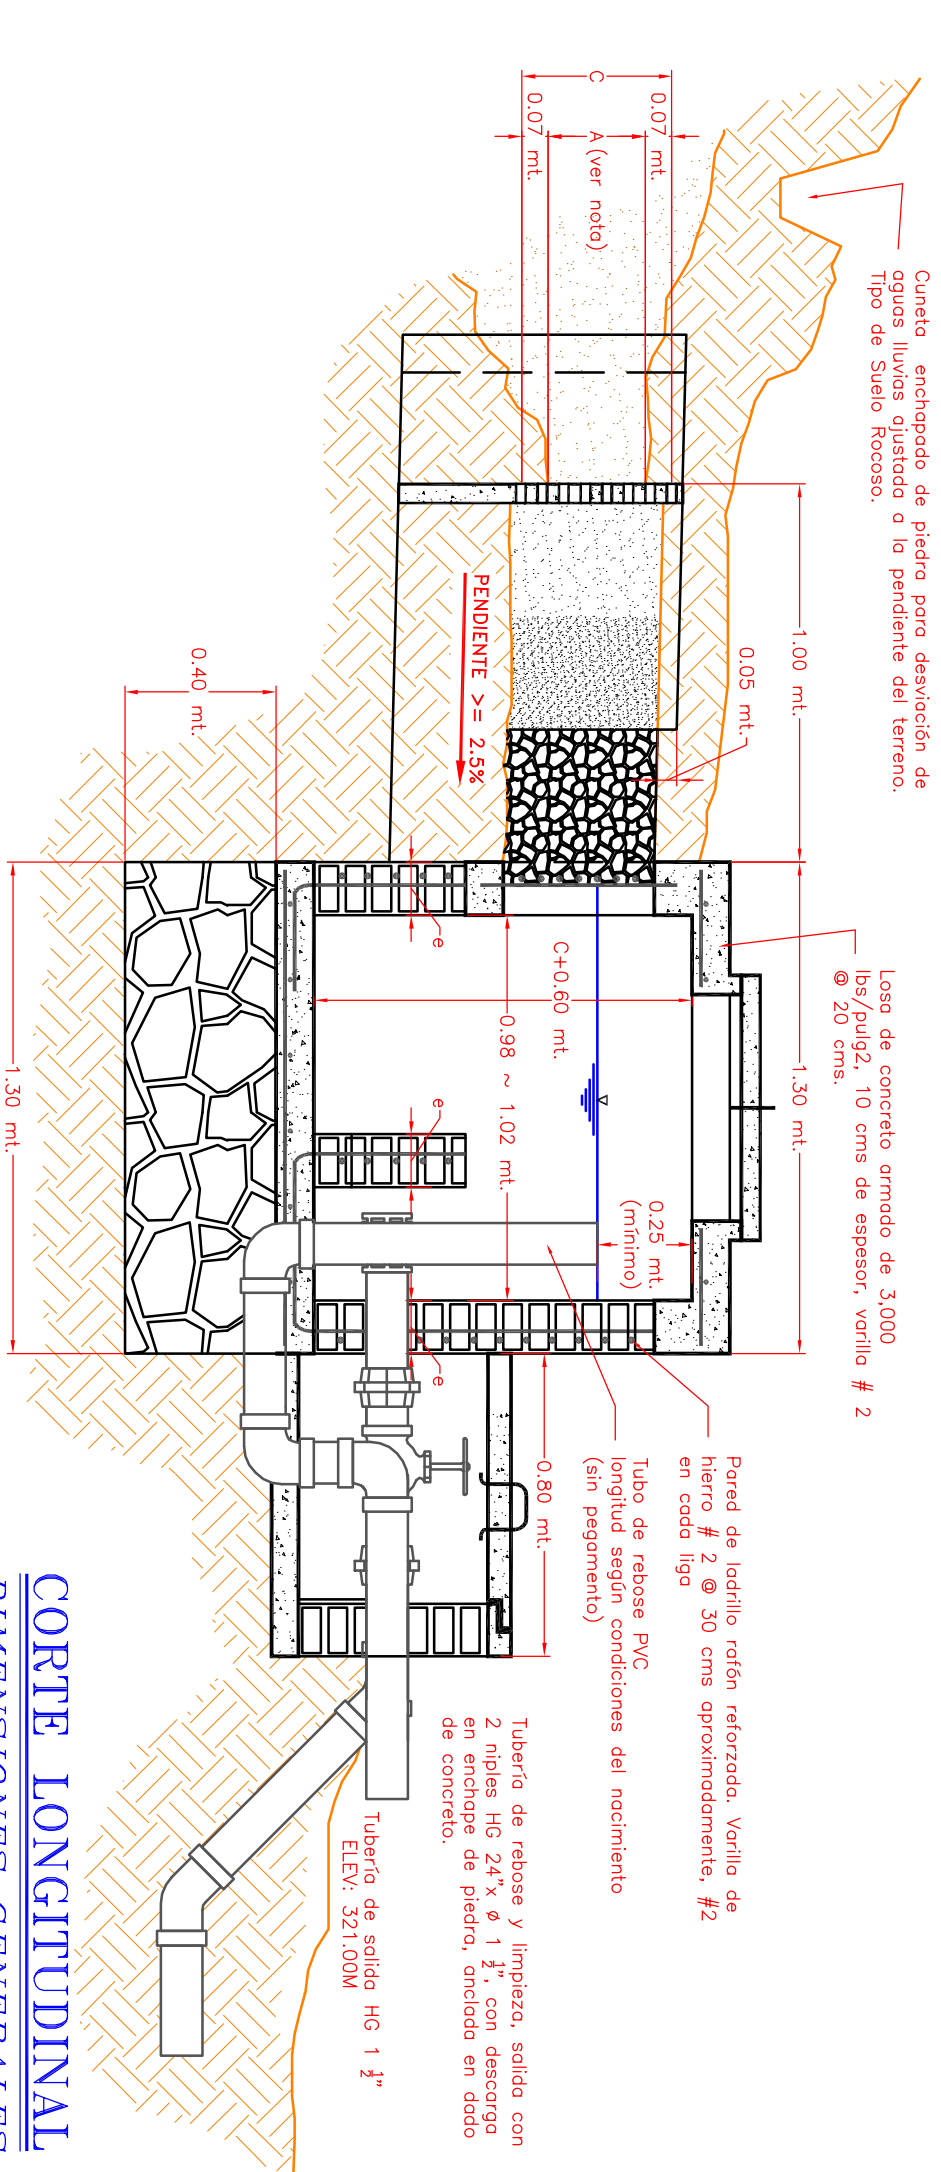 Cuneta enchapado de piedra para desviación de
aguas lluvias ajustada a la pendiente del terreno.
Tipo de Suelo Rocoso.
C
0.07 mt.
A (ver nota)
0.07 mt.
1.00 mt.
0.05 mt.
PENDIENTE >= 2.5%
0.40 mt.
1.30 mt.
Losa de concreto armado de 3,000
lbs/pulg2, 10 cms de espesor, varilla # 2
@ 20 cms.
1.30 mt.
C+0.60 mt.
0.98 ~ 1.02 mt.
e
e
e
0.25 mt.
(mínimo)
0.80 mt.
Pared de ladrillo rafón reforzada. Varilla de
hierro # 2 @ 30 cms aproximadamente, #2
en cada liga
Tubo de rebose PVC
longitud según condiciones del nacimiento
(sin pegamento)
Tubería de rebose y limpieza, salida con
2 niples HG 24"x ø 1 1/2", con descarga
en enchape de piedra, anclada en dado
de concreto.
Tubería de salida HG 1 1/2"
ELEV: 321.00M
CORTE LONGITUDINAL
DIMENSIONES GENERALES